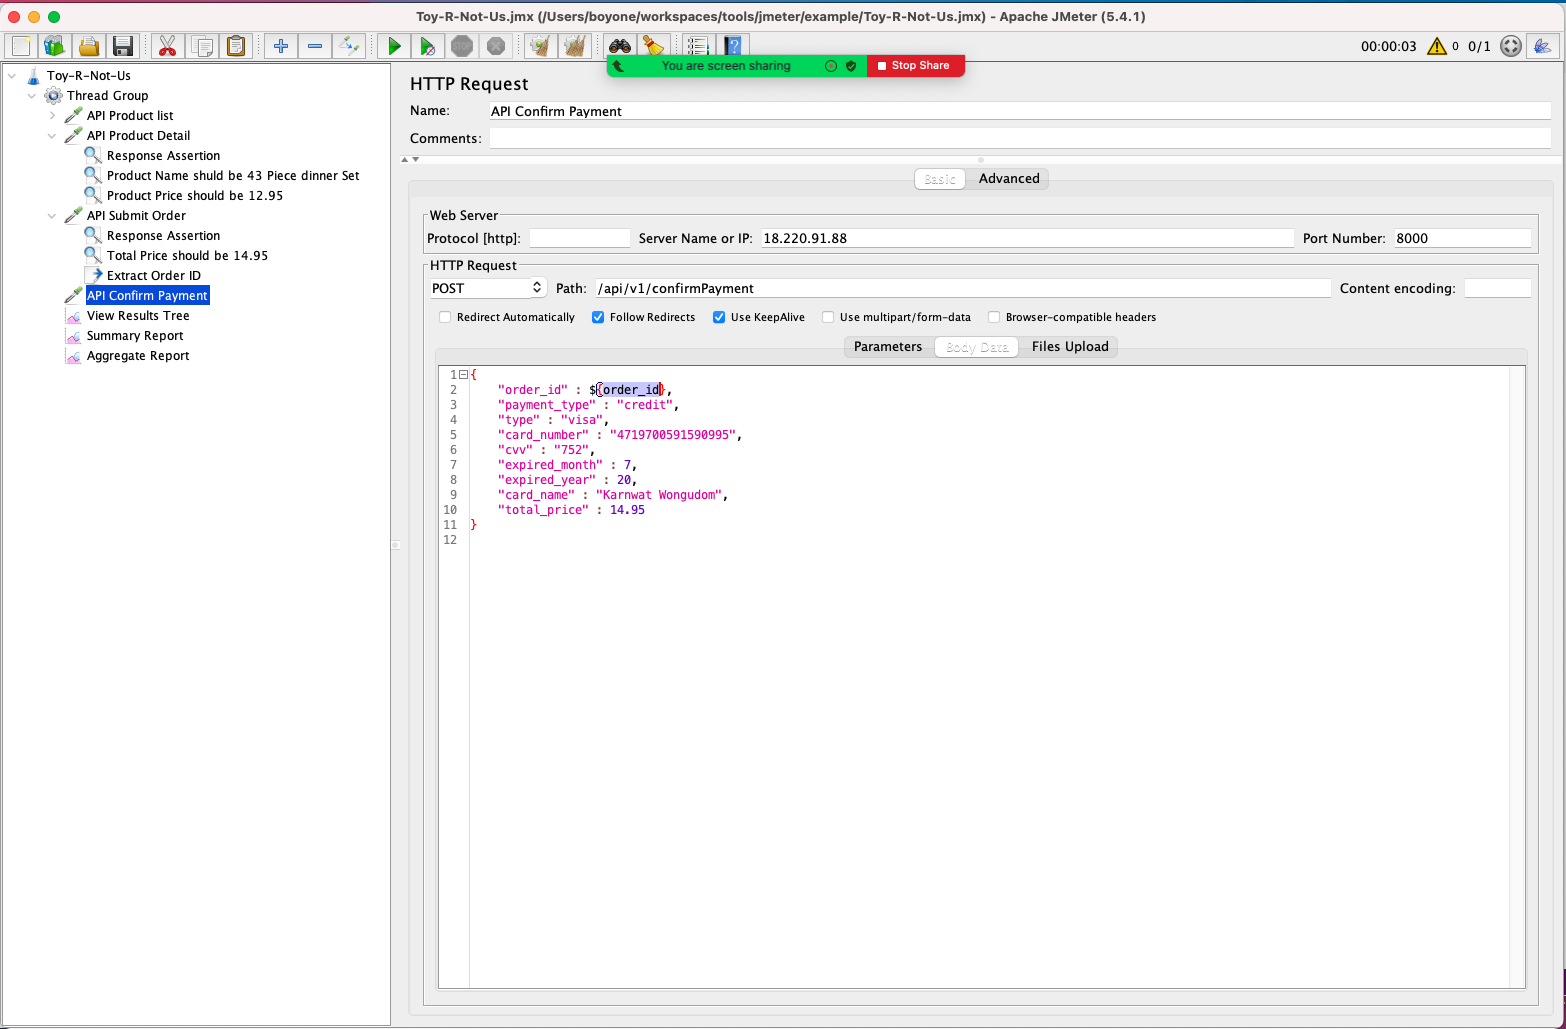 Toy-R-Not-Us.jmx (/Users/boyone/workspaces/tools/jmeter/example/Toy-R-Not-Us.jmx) - Apache JMeter (5.4.1)
STOP
00:00:03 0 0/1
You are screen sharing Stop Share
Toy-R-Not-Us
Thread Group
API Product list
API Product Detail
Response Assertion
Product Name shuld be 43 Piece dinner Set
Product Price should be 12.95
API Submit Order
Response Assertion
Total Price should be 14.95
Extract Order ID
API Confirm Payment
View Results Tree
Summary Report
Aggregate Report
HTTP Request
Name: API Confirm Payment
Comments:
Basic Advanced
Web Server
Protocol [http]: Server Name or IP: 18.220.91.88 Port Number: 8000
HTTP Request
POST Path: /api/v1/confirmPayment Content encoding:
Redirect Automatically Follow Redirects Use KeepAlive Use multipart/form-data Browser-compatible headers
Parameters Body Data Files Upload
1 {
2 "order_id" : ${order_id},
3 "payment_type" : "credit",
4 "type" : "visa",
5 "card_number" : "4719700591590995",
6 "cvv" : "752",
7 "expired_month" : 7,
8 "expired_year" : 20,
9 "card_name" : "Karnwat Wongudom",
10 "total_price" : 14.95
11 }
12